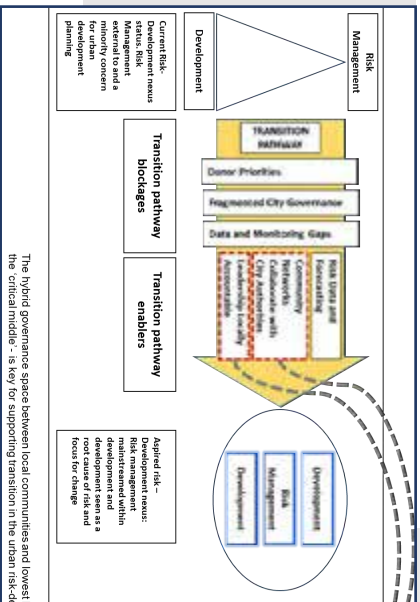 Risk
Management
Development
Current Risk-
Development nexus
status. Risk
Management
external to and a
minority concern
for urban
development
planning
TRANSITION
PATHWAY
Donor Priorities
Fragmented City Governance
Data and Monitoring Gaps
Risk Data and
Forecasting
Community
Networks
Collaborate with
City Authorities
Leadership Locally
Accountable
Transition pathway
blockages
Transition pathway
enablers
Development
Risk
Management
Development
Aspired risk –
Development nexus:
Risk management
mainstreamed within
development and
development seen as a
root cause of risk and
focus for change
The hybrid governance space between local communities and lowest
the 'critical middle' - is key for supporting transition in the urban risk-de